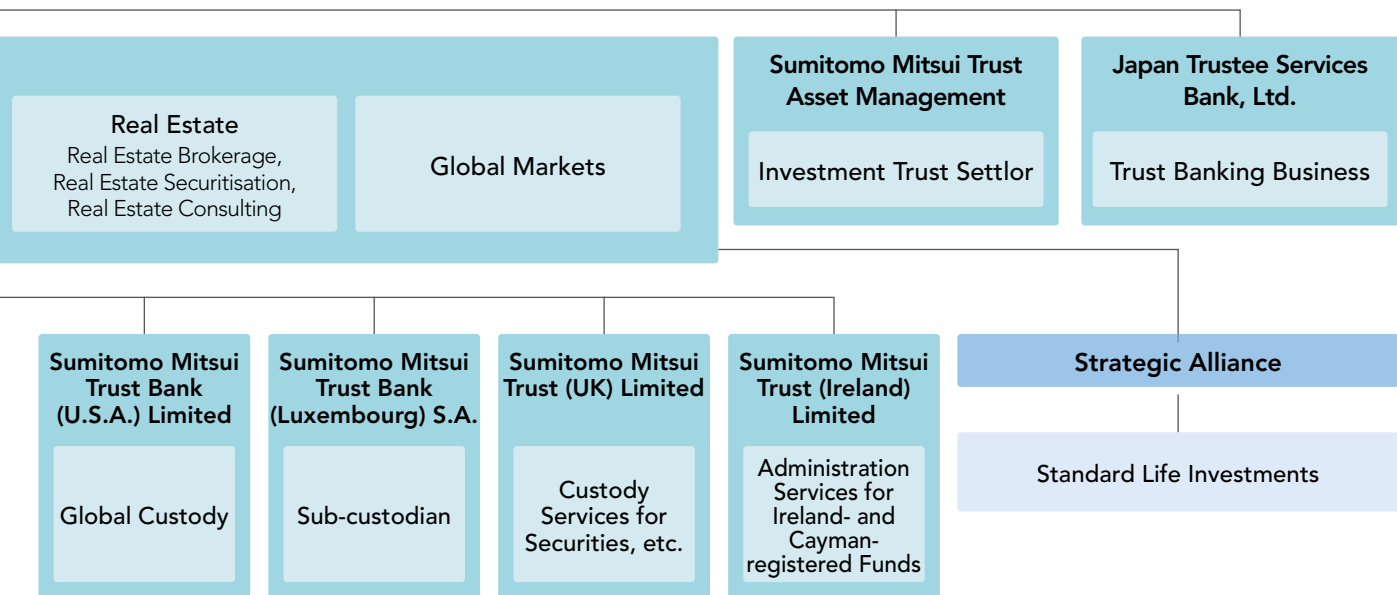 Real Estate
Real Estate Brokerage,
Real Estate Securitisation,
Real Estate Consulting
Global Markets
Sumitomo Mitsui Trust
Asset Management
Investment Trust Settlor
Japan Trustee Services
Bank, Ltd.
Trust Banking Business
Sumitomo Mitsui
Trust Bank
(U.S.A.) Limited
Global Custody
Sumitomo Mitsui
Trust Bank
(Luxembourg) S.A.
Sub-custodian
Sumitomo Mitsui
Trust (UK) Limited
Custody
Services for
Securities, etc.
Sumitomo Mitsui
Trust (Ireland)
Limited
Administration
Services for
Ireland- and
Cayman-
registered Funds
Strategic Alliance
Standard Life Investments